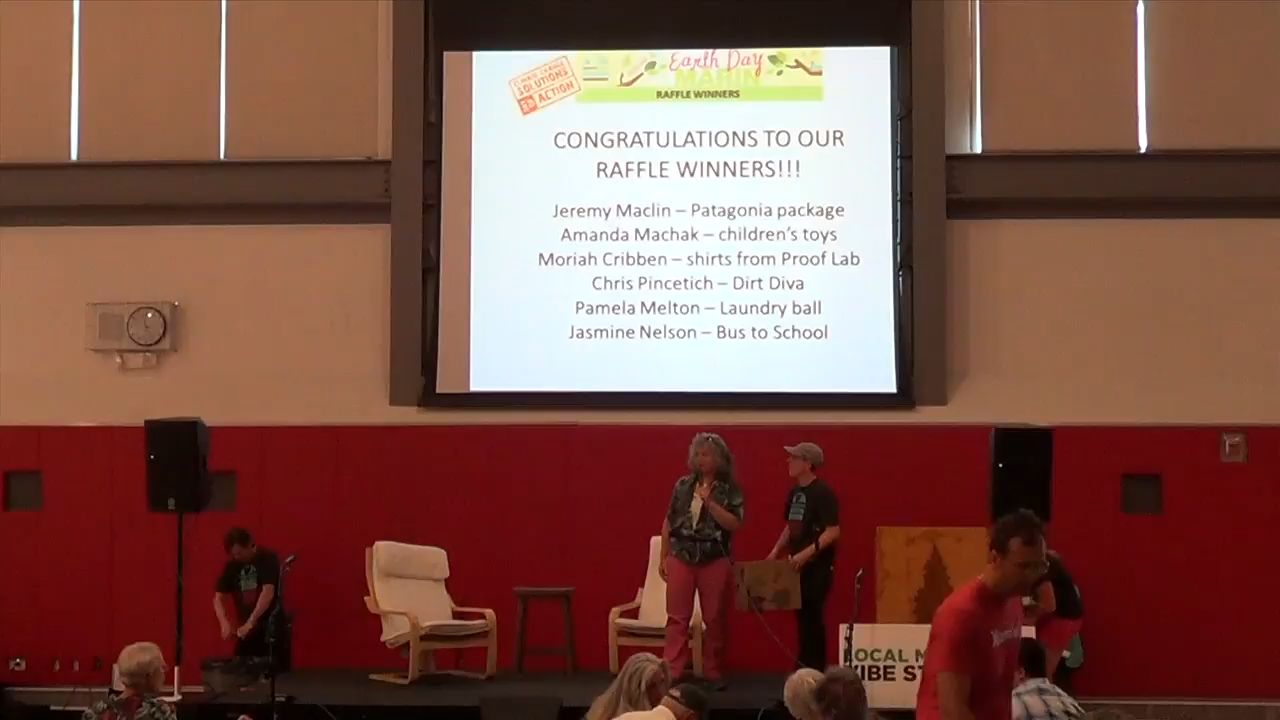 CLIMATE CHANGE
SOLUTIONS
ACTION
Earth Day
MARIN
RAFFLE WINNERS
CONGRATULATIONS TO OUR
RAFFLE WINNERS!!!
Jeremy Maclin – Patagonia package
Amanda Machak – children's toys
Moriah Cribben – shirts from Proof Lab
Chris Pincetich – Dirt Diva
Pamela Melton – Laundry ball
Jasmine Nelson – Bus to School
LOCAL